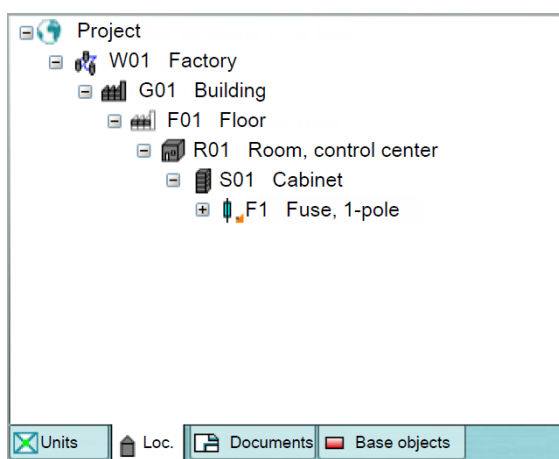 Project
W01 Factory
G01 Building
F01 Floor
R01 Room, control center
S01 Cabinet
F1 Fuse, 1-pole
Units Loc. Documents Base objects